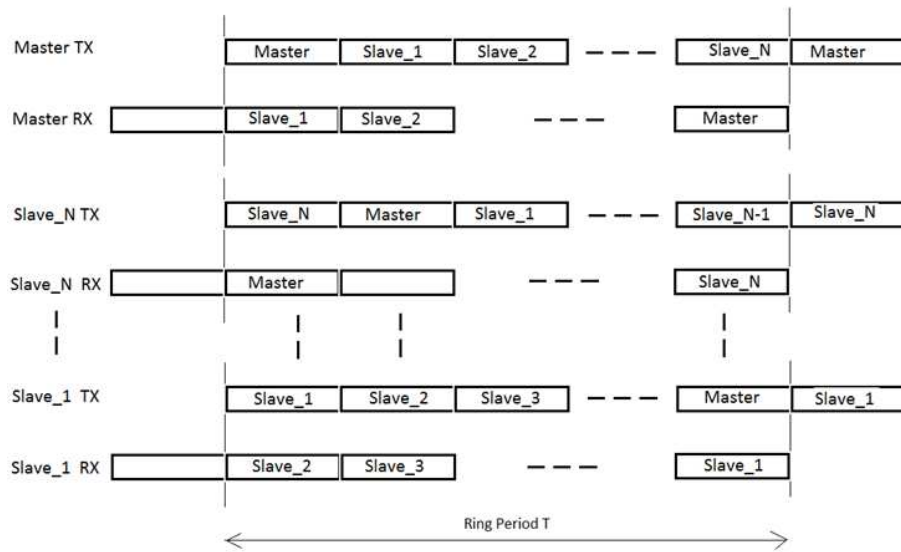 Master TX Master Slave_1 Slave_2 Slave_N Master
Master RX Slave_1 Slave_2 Master
Slave_N TX Slave_N Master Slave_1 Slave_N-1 Slave_N
Slave_N RX Master Slave_N
Slave_1 TX Slave_1 Slave_2 Slave_3 Master Slave_1
Slave_1 RX Slave_2 Slave_3 Slave_1
Ring Period T